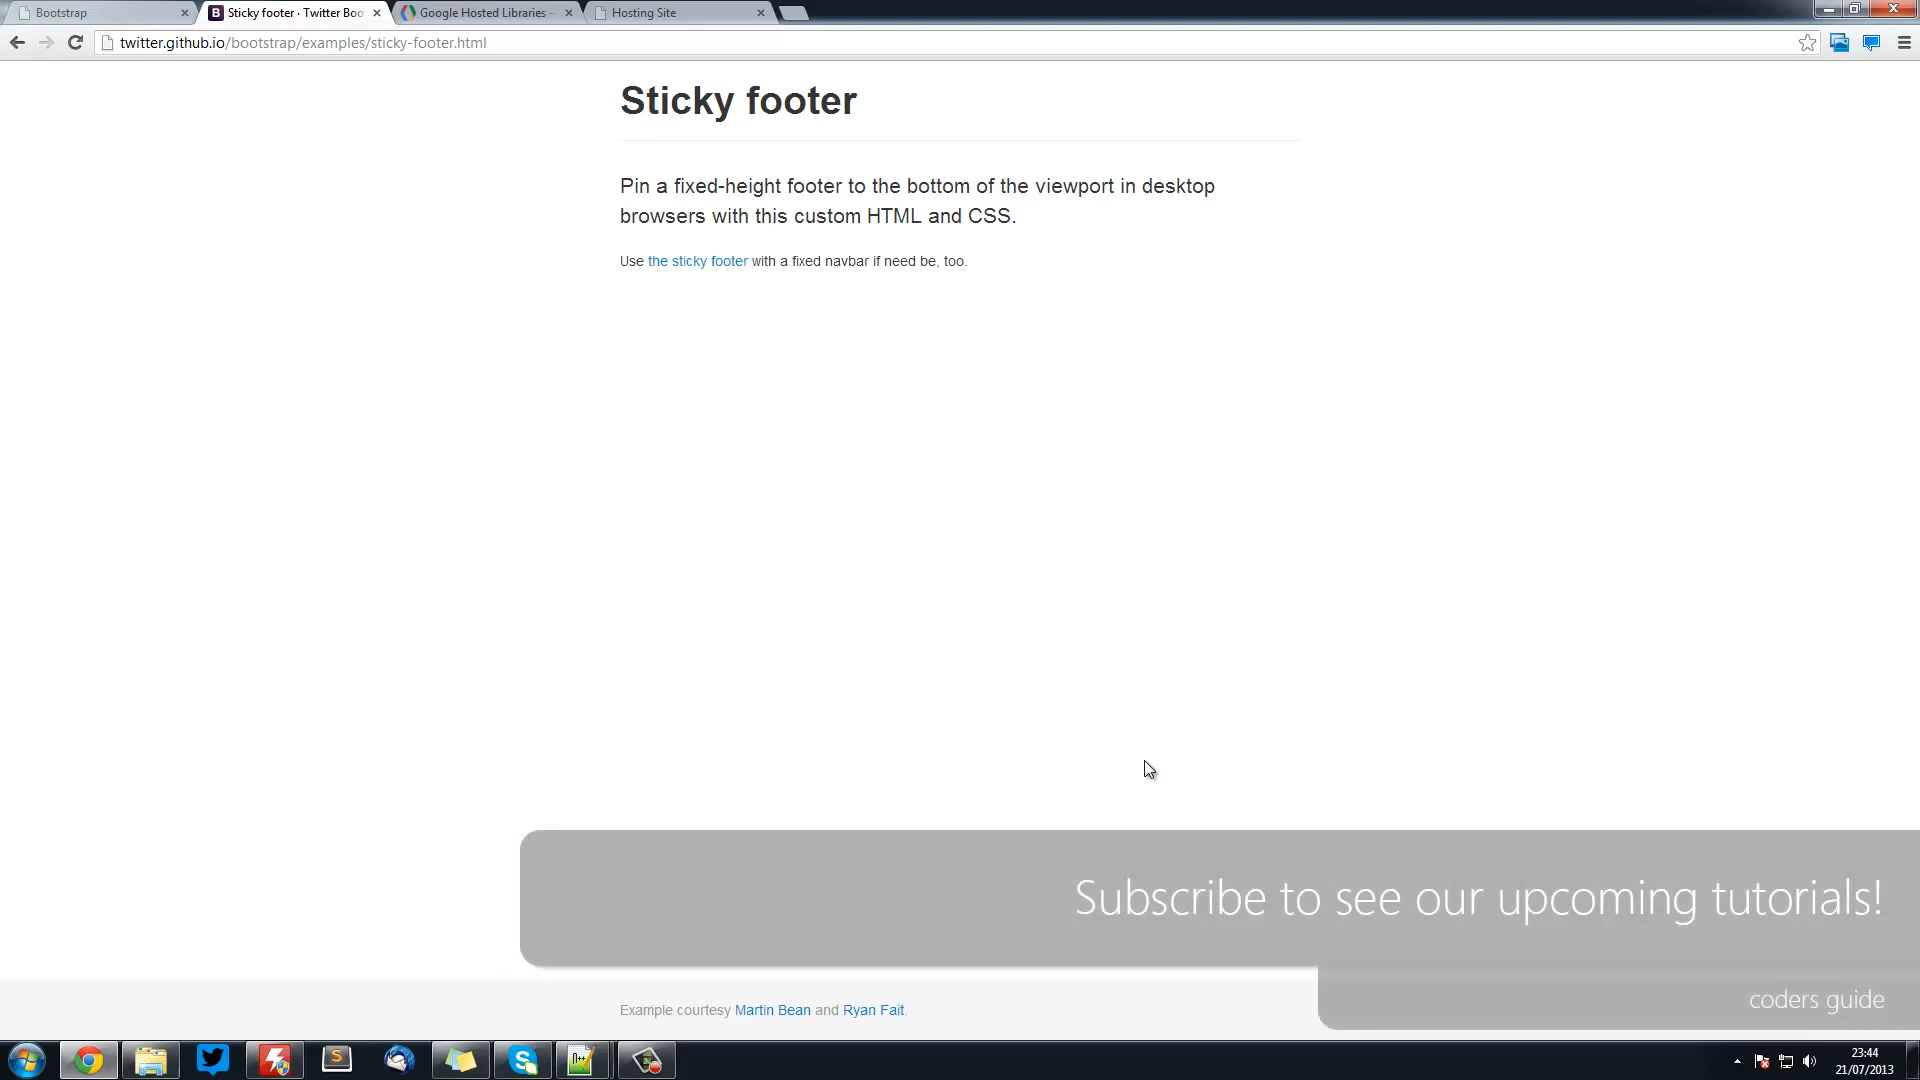 Bootstrap
Sticky footer · Twitter Boo
Google Hosted Libraries -
Hosting Site
twitter.github.io/bootstrap/examples/sticky-footer.html
Sticky footer
Pin a fixed-height footer to the bottom of the viewport in desktop
browsers with this custom HTML and CSS.
Use the sticky footer with a fixed navbar if need be, too.
Subscribe to see our upcoming tutorials!
Example courtesy Martin Bean and Ryan Fait.
coders guide
23:44
21/07/2013